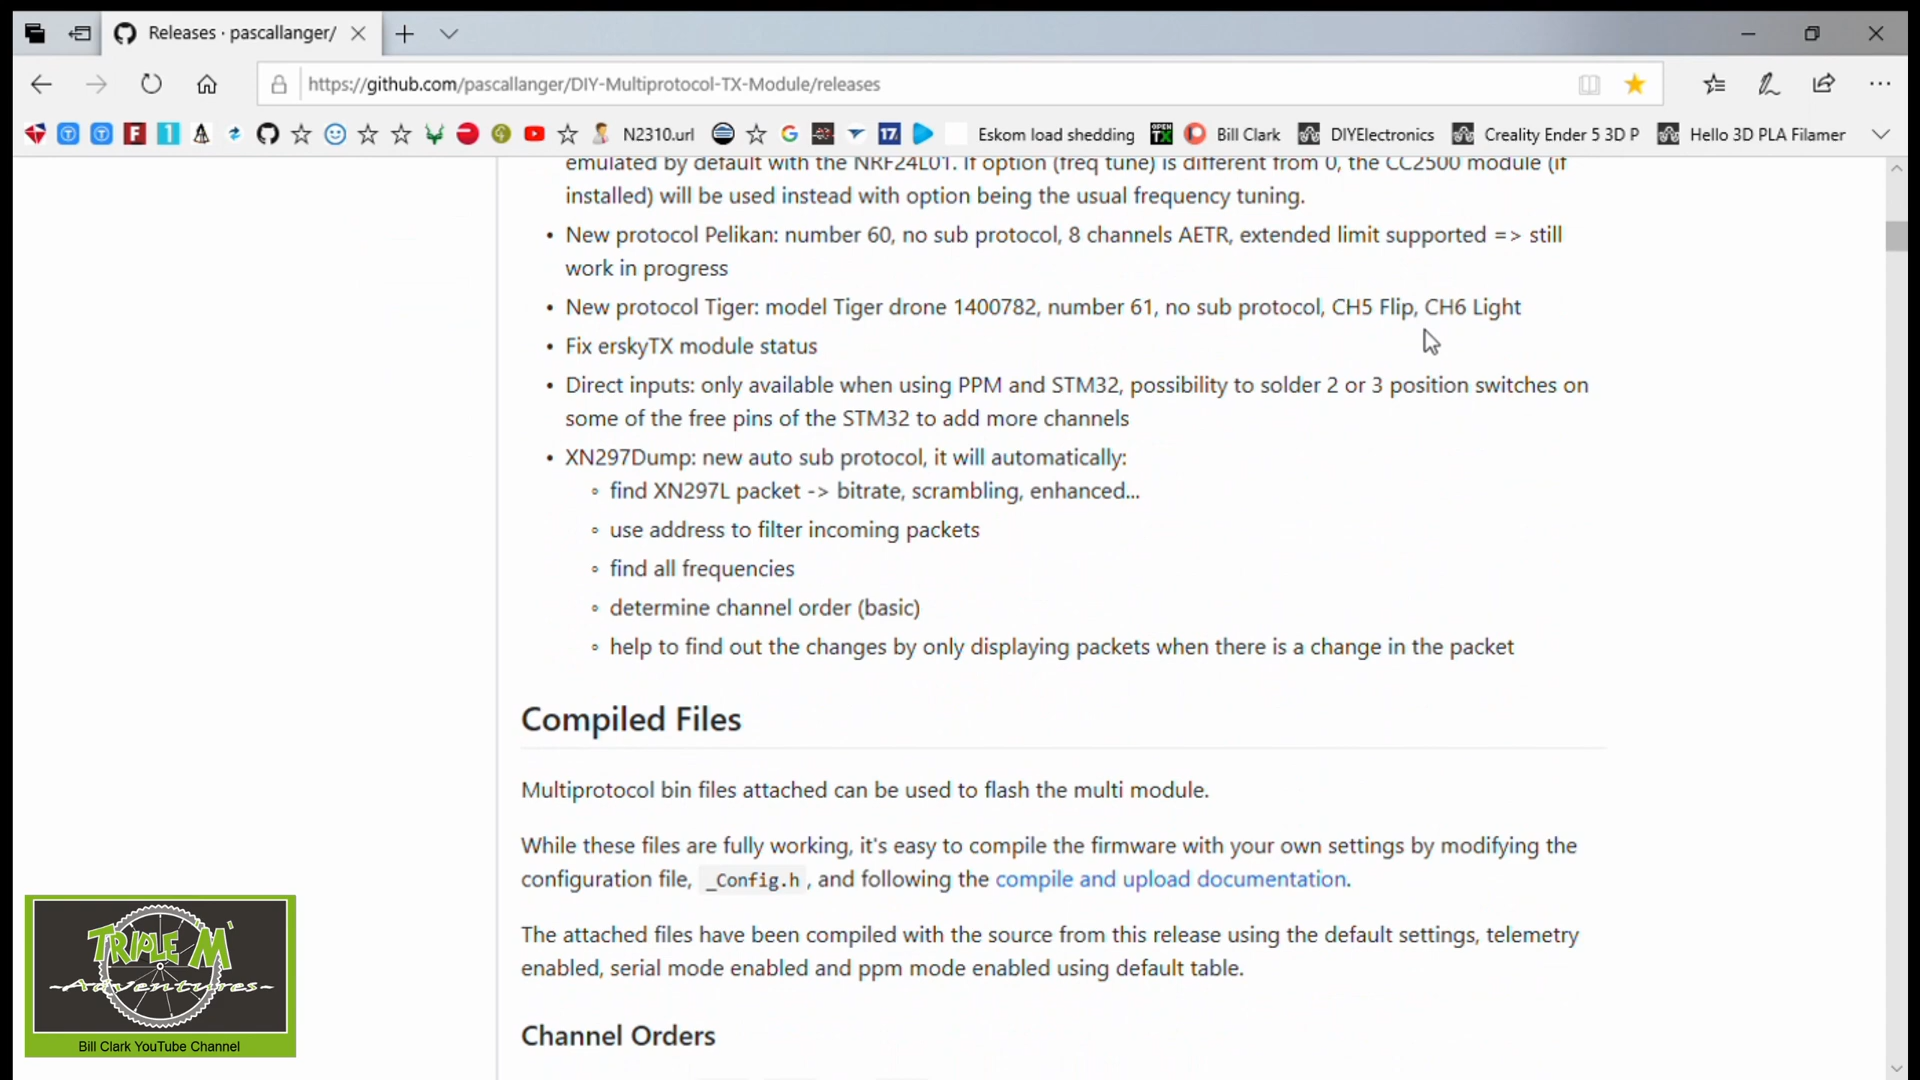 Releases · pascallanger/
https://github.com/pascallanger/DIY-Multiprotocol-TX-Module/releases
N2310.url
Eskom load shedding
Bill Clark
DIYElectronics
Creality Ender 5 3D P
Hello 3D PLA Filamer
emulated by default with the NRF24L01. If option (freq tune) is different from 0, the CC2500 module (if
installed) will be used instead with option being the usual frequency tuning.
• New protocol Pelikan: number 60, no sub protocol, 8 channels AETR, extended limit supported => still
work in progress
• New protocol Tiger: model Tiger drone 1400782, number 61, no sub protocol, CH5 Flip, CH6 Light
• Fix erskyTX module status
• Direct inputs: only available when using PPM and STM32, possibility to solder 2 or 3 position switches on
some of the free pins of the STM32 to add more channels
• XN297Dump: new auto sub protocol, it will automatically:
◦ find XN297L packet -> bitrate, scrambling, enhanced...
◦ use address to filter incoming packets
◦ find all frequencies
◦ determine channel order (basic)
◦ help to find out the changes by only displaying packets when there is a change in the packet
Compiled Files
Multiprotocol bin files attached can be used to flash the multi module.
While these files are fully working, it's easy to compile the firmware with your own settings by modifying the
configuration file, _Config.h , and following the compile and upload documentation.
The attached files have been compiled with the source from this release using the default settings, telemetry
enabled, serial mode enabled and ppm mode enabled using default table.
Channel Orders
TRIPLE M
-Adventures-
Bill Clark YouTube Channel